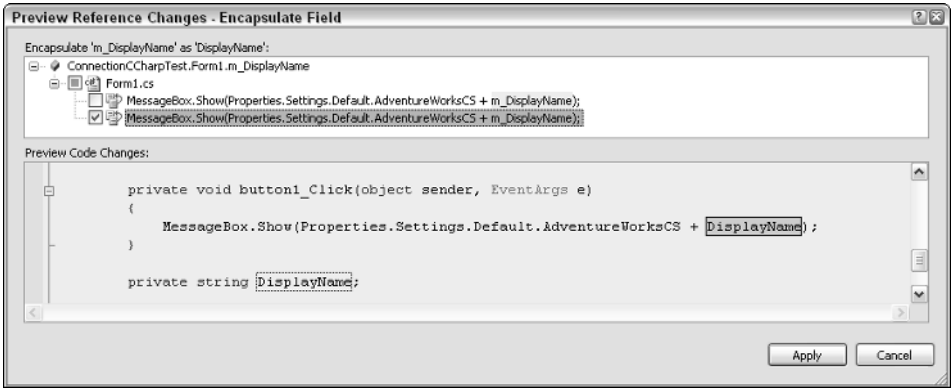 Preview Reference Changes - Encapsulate Field
Encapsulate 'm_DisplayName' as 'DisplayName':
ConnectionCCharpTest.Form1.m_DisplayName
Form1.cs
MessageBox.Show(Properties.Settings.Default.AdventureWorksCS + m_DisplayName);
MessageBox.Show(Properties.Settings.Default.AdventureWorksCS + m_DisplayName);
Preview Code Changes:
private void button1_Click(object sender, EventArgs e)
{
MessageBox.Show(Properties.Settings.Default.AdventureWorksCS + DisplayName);
}
private string DisplayName;
Apply Cancel